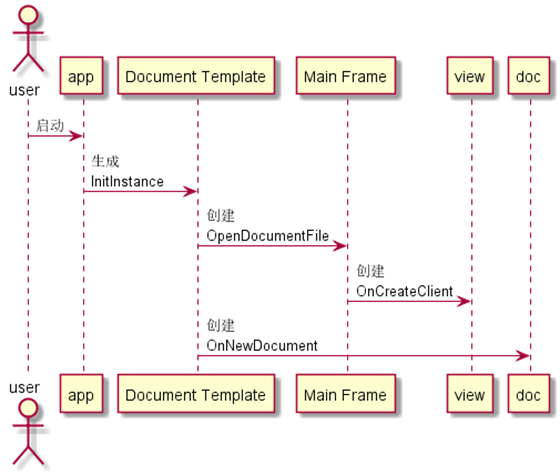 user
app
Document Template
Main Frame
view
doc
启动
生成
InitInstance
创建
OpenDocumentFile
创建
OnCreateClient
创建
OnNewDocument
user
app
Document Template
Main Frame
view
doc